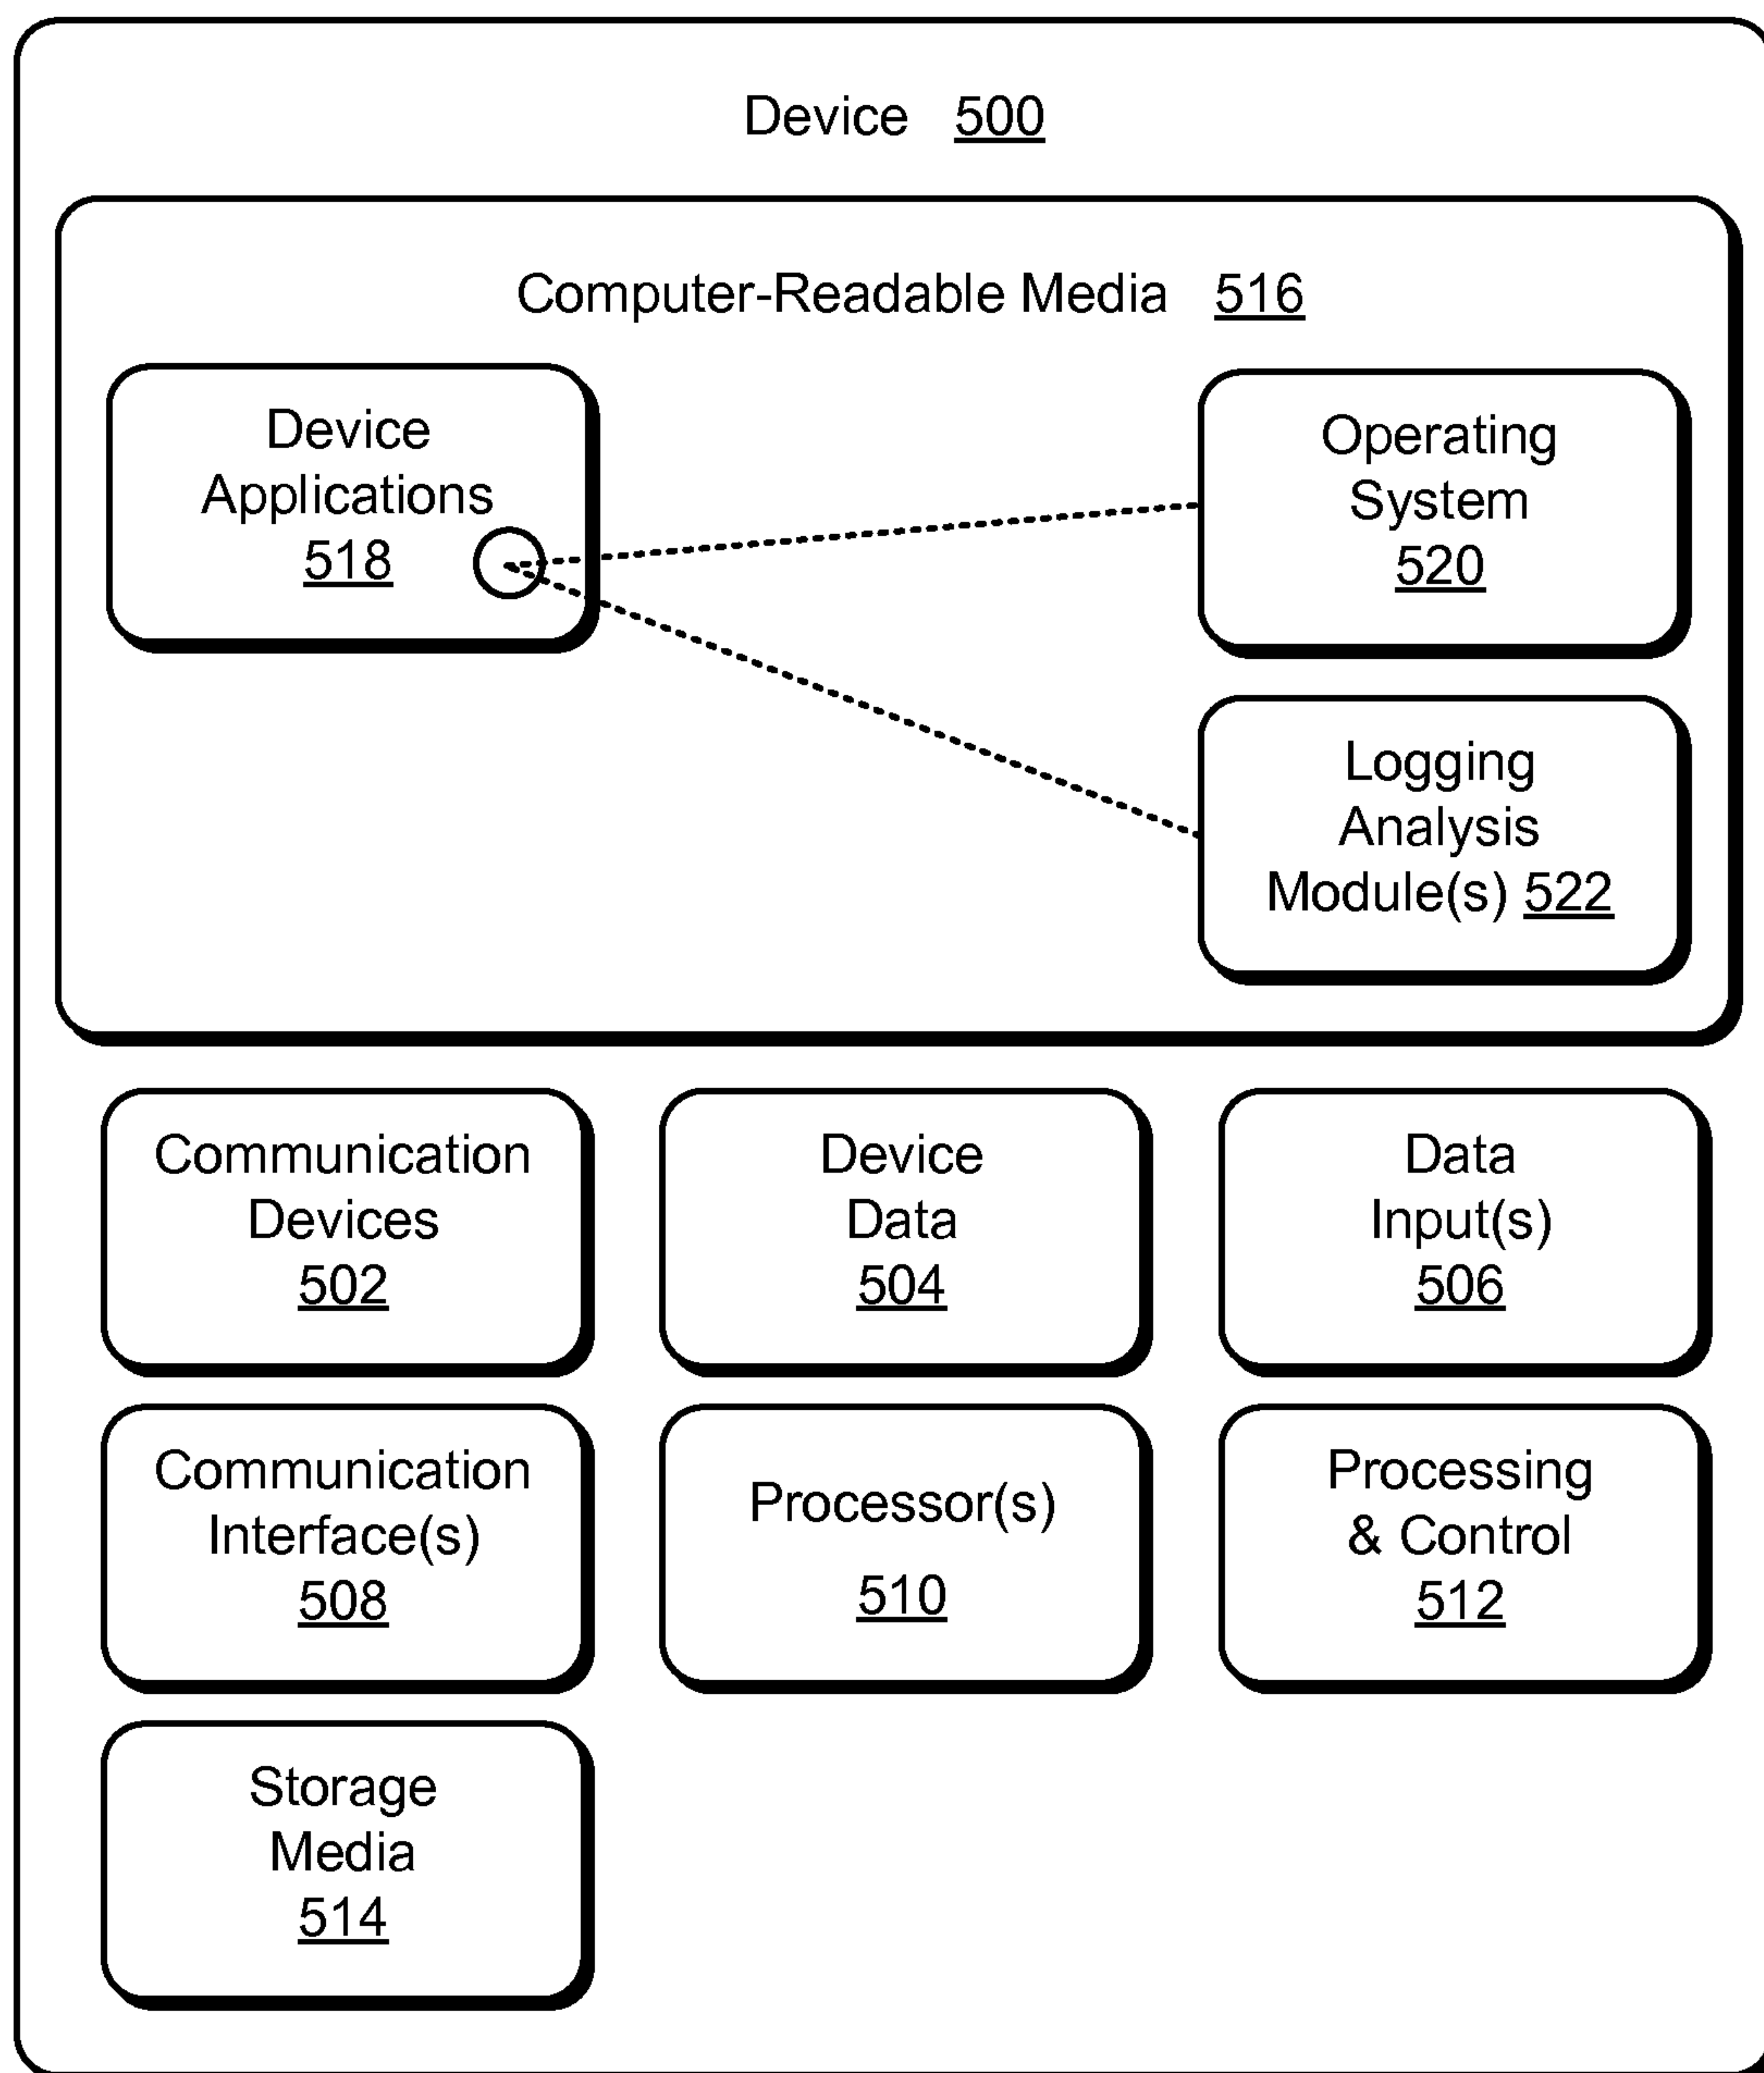 Device 500
Computer-Readable Media 516
Device
Applications
518
Operating
System
520
Logging
Analysis
Module(s) 522
Communication
Devices
502
Device
Data
504
Data
Input(s)
506
Communication
Interface(s)
508
Processor(s)
510
Processing
& Control
512
Storage
Media
514